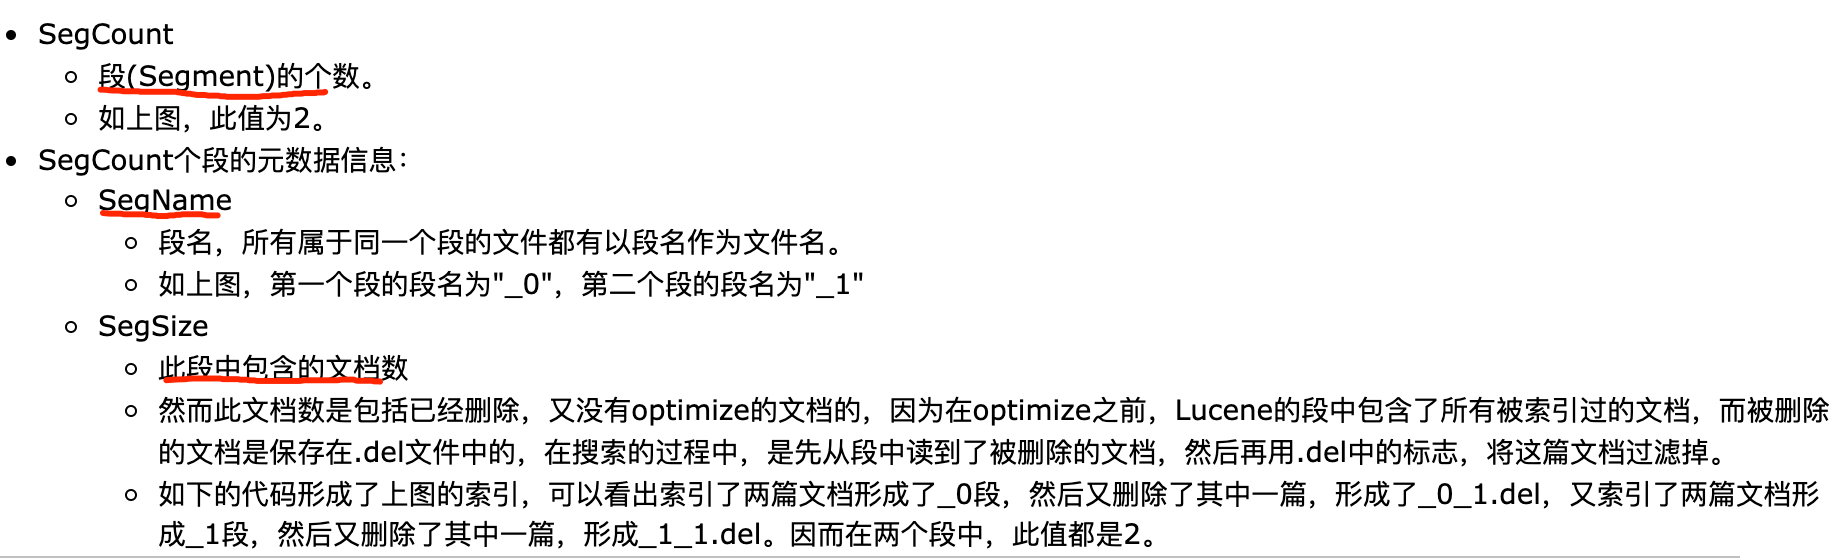 SegCount
段(Segment)的个数。
如上图，此值为2。
SegCount个段的元数据信息：
SegName
段名，所有属于同一个段的文件都有以段名作为文件名。
如上图，第一个段的段名为"_0"，第二个段的段名为"_1"
SegSize
此段中包含的文档数
然而此文档数是包括已经删除，又没有optimize的文档的，因为在optimize之前，Lucene的段中包含了所有被索引过的文档，而被删除
的文档是保存在.del文件中的，在搜索的过程中，是先从段中读到了被删除的文档，然后再用.del中的标志，将这篇文档过滤掉。
如下的代码形成了上图的索引，可以看出索引了两篇文档形成了_0段，然后又删除了其中一篇，形成了_0_1.del，又索引了两篇文档形
成_1段，然后又删除了其中一篇，形成_1_1.del。因而在两个段中，此值都是2。